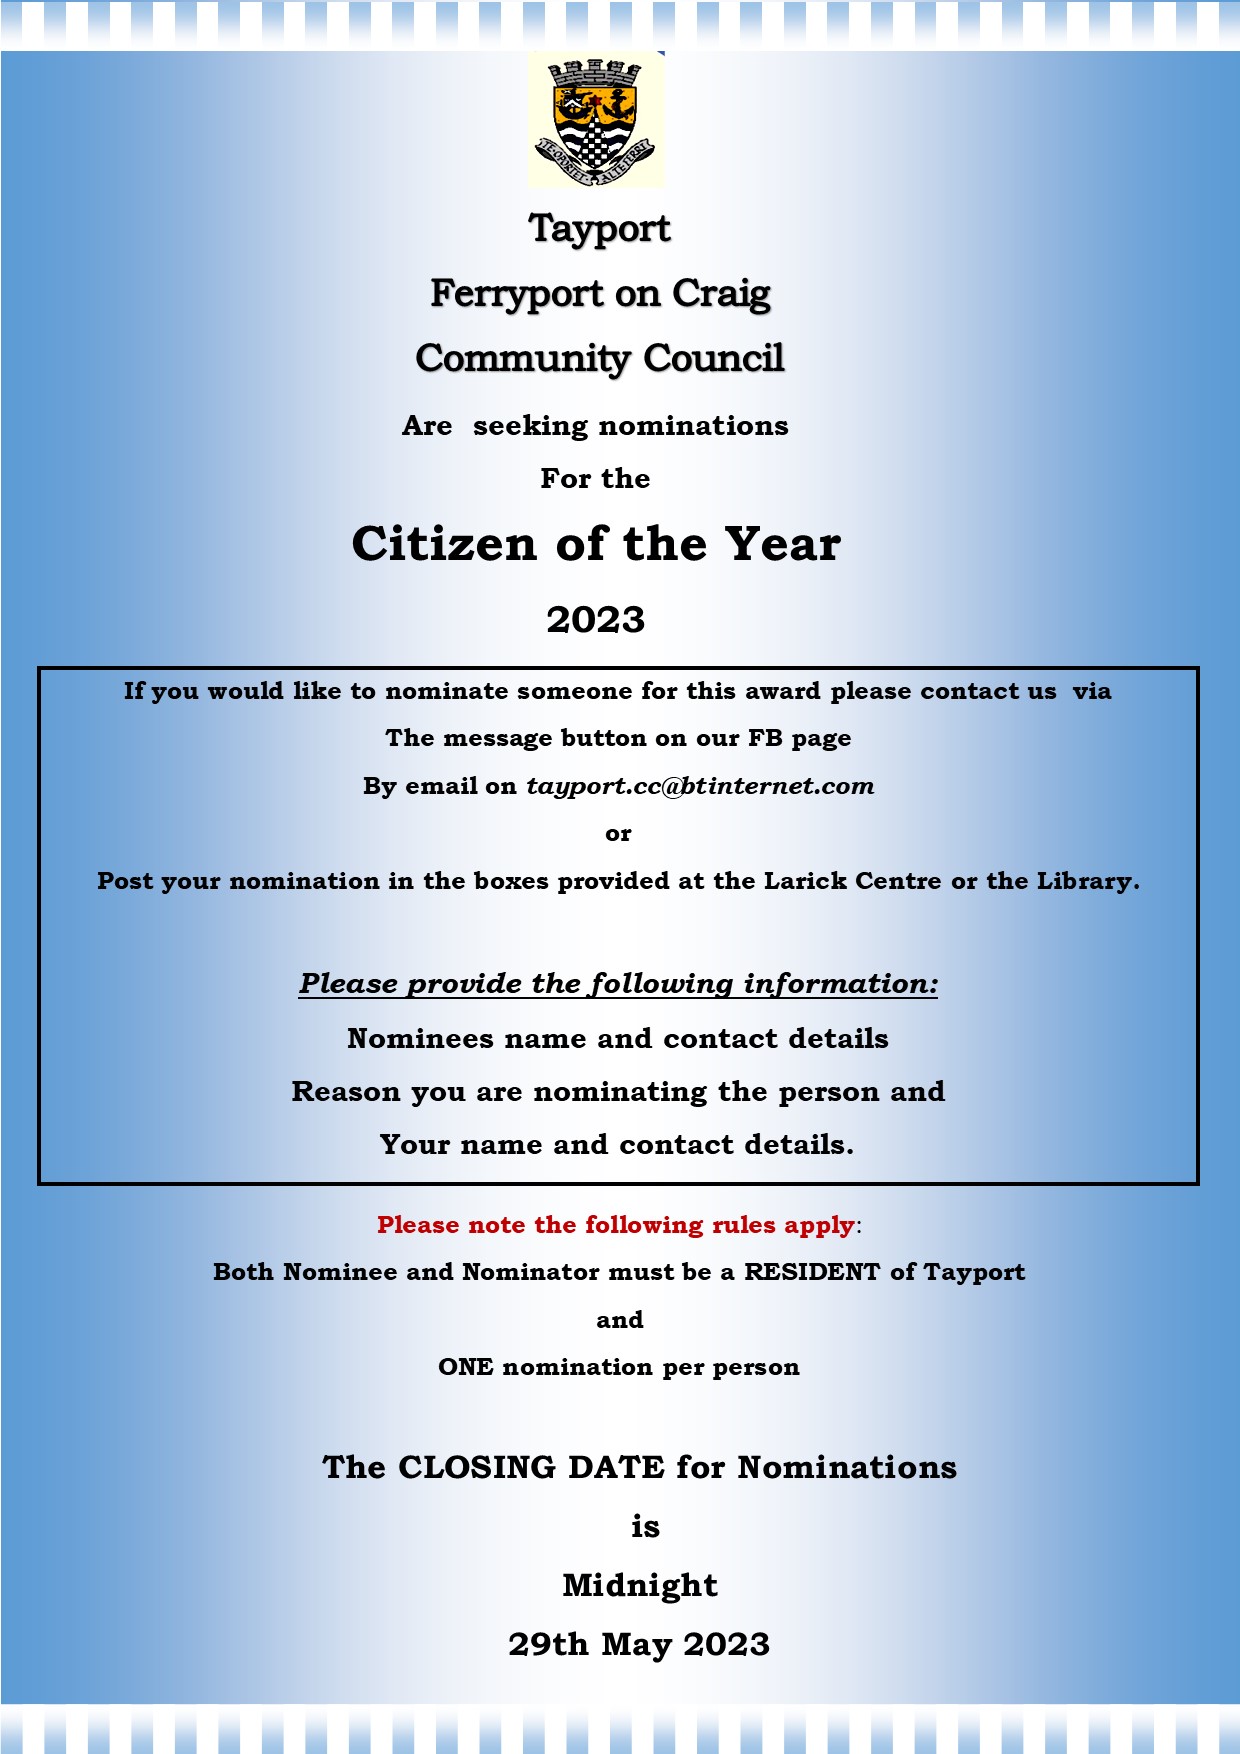 TE OPORTET ALTE FERRI
Tayport
Ferryport on Craig
Community Council
Are  seeking nominations
For the
Citizen of the Year
2023
If you would like to nominate someone for this award please contact us  via
The message button on our FB page
By email on tayport.cc@btinternet.com
or
Post your nomination in the boxes provided at the Larick Centre or the Library.
Please provide the following information:
Nominees name and contact details
Reason you are nominating the person and
Your name and contact details.
Please note the following rules apply:
Both Nominee and Nominator must be a RESIDENT of Tayport
and
ONE nomination per person
The CLOSING DATE for Nominations
is
Midnight
29th May 2023